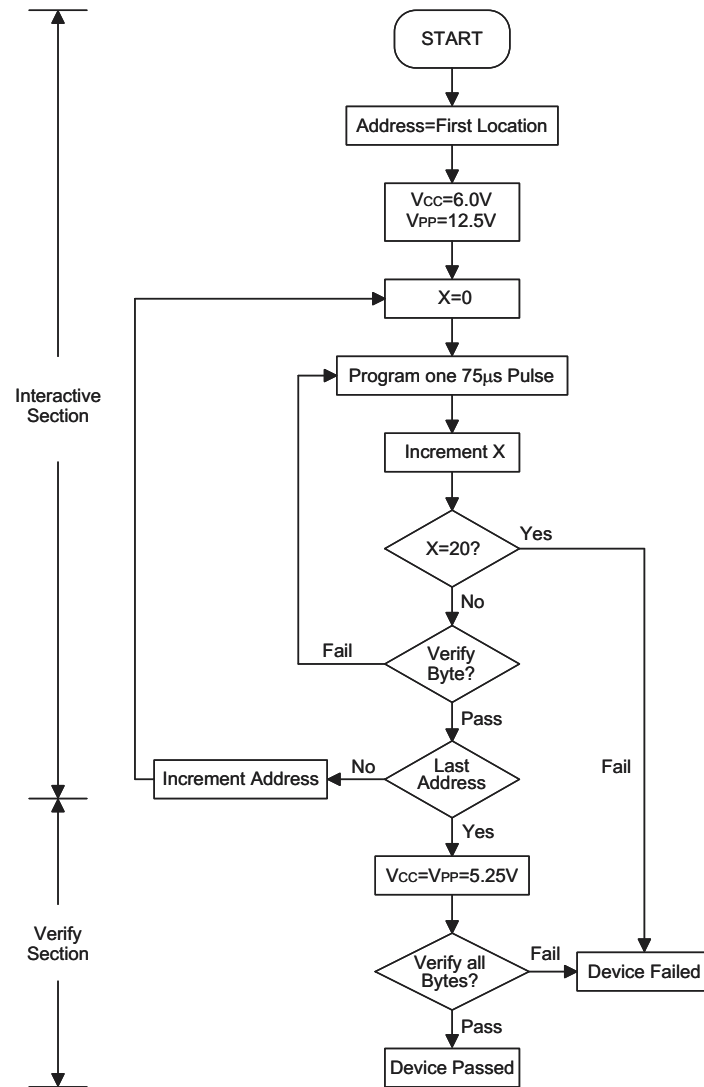 START
Address=First Location
VCC=6.0V
VPP=12.5V
X=0
Interactive
Section
Program one 75μs Pulse
Increment X
X=20?
Yes
No
Fail
Verify
Byte?
Pass
Increment Address
No
Last
Address
Fail
Yes
VCC=VPP=5.25V
Verify
Section
Verify all
Bytes?
Fail
Device Failed
Pass
Device Passed